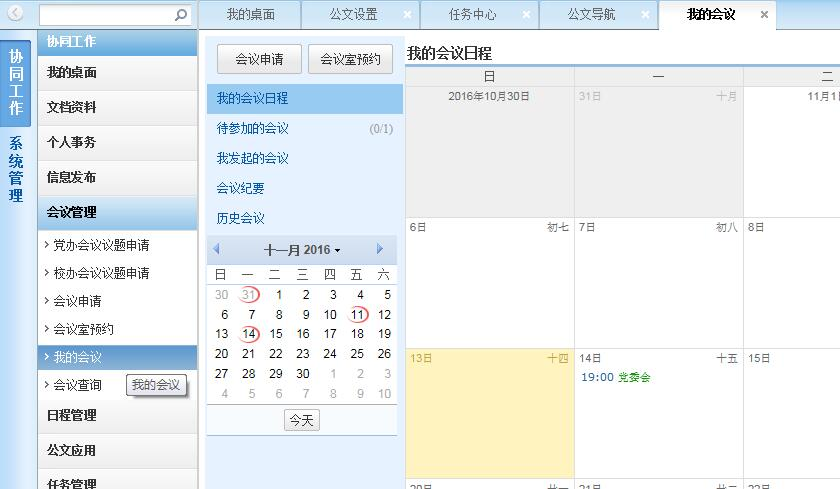 我的桌面 公文设置 任务中心 公文导航 我的会议
协同工作
系统管理
协同工作
我的桌面
文档资料
个人事务
信息发布
会议管理
党办会议议题申请
校办会议议题申请
会议申请
会议室预约
我的会议
会议查询
我的会议
日程管理
公文应用
任务管理
会议申请 会议室预约
我的会议日程
待参加的会议 (0/1)
我发起的会议
会议纪要
历史会议
十一月 2016
日 一 二 三 四 五 六
30 31 1 2 3 4 5
6 7 8 9 10 11 12
13 14 15 16 17 18 19
20 21 22 23 24 25 26
27 28 29 30 1 2 3
4 5 6 7 8 9 10
今天
我的会议日程
日 一 二
2016年10月30日 31日 十月 11月1
6日 初七 7日 初八 8日
13日 十四 14日 十五 15日
19:00 党委会